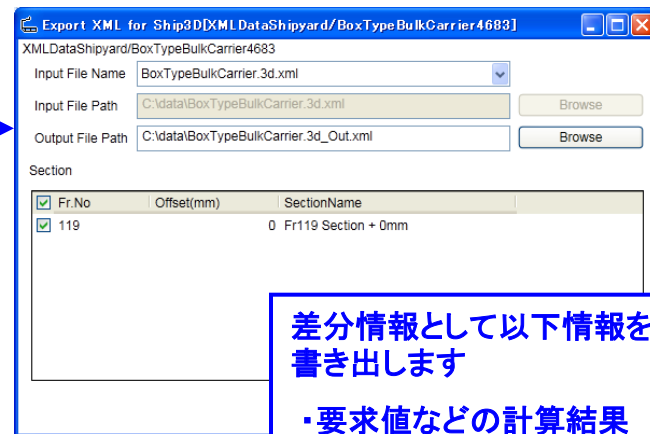 Export XML for Ship3D[XMLDataShipyard/BoxTypeBulkCarrier4683]
XMLDataShipyard/BoxTypeBulkCarrier4683
Input File Name BoxTypeBulkCarrier.3d.xml
Input File Path C:\data\BoxTypeBulkCarrier.3d.xml Browse
Output File Path C:\data\BoxTypeBulkCarrier.3d_Out.xml Browse
Section
Fr.No Offset(mm) SectionName
119 0 Fr119 Section + 0mm
差分情報として以下情報を
書き出します
・要求値などの計算結果